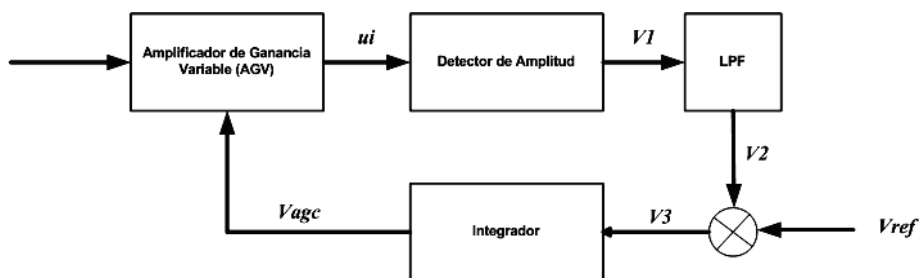 Amplificador de Ganancia
Variable (AGV)
ui
Detector de Amplitud
V1
LPF
V2
Vagc
Integrador
V3
Vref